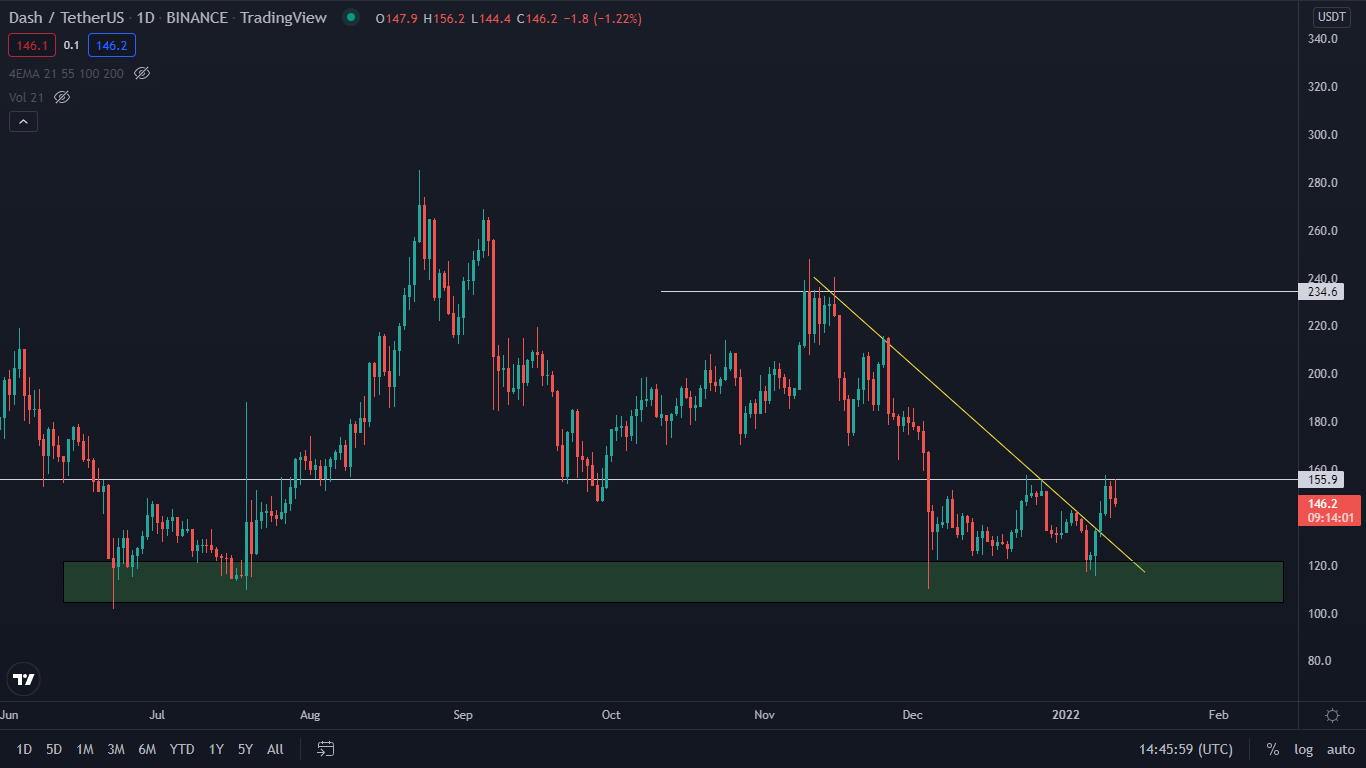 Dash / TetherUS · 1D · BINANCE · TradingView O147.9 H156.2 L144.4 C146.2 −1.8 (−1.22%)
USDT
146.1 0.1 146.2
4EMA 21 55 100 200
Vol 21
340.0
320.0
300.0
280.0
260.0
240.0
234.6
220.0
200.0
180.0
160.0
155.9
146.2
09:14:01
120.0
100.0
80.0
Jun Jul Aug Sep Oct Nov Dec 2022 Feb
1D 5D 1M 3M 6M YTD 1Y 5Y All 14:45:59 (UTC) % log auto